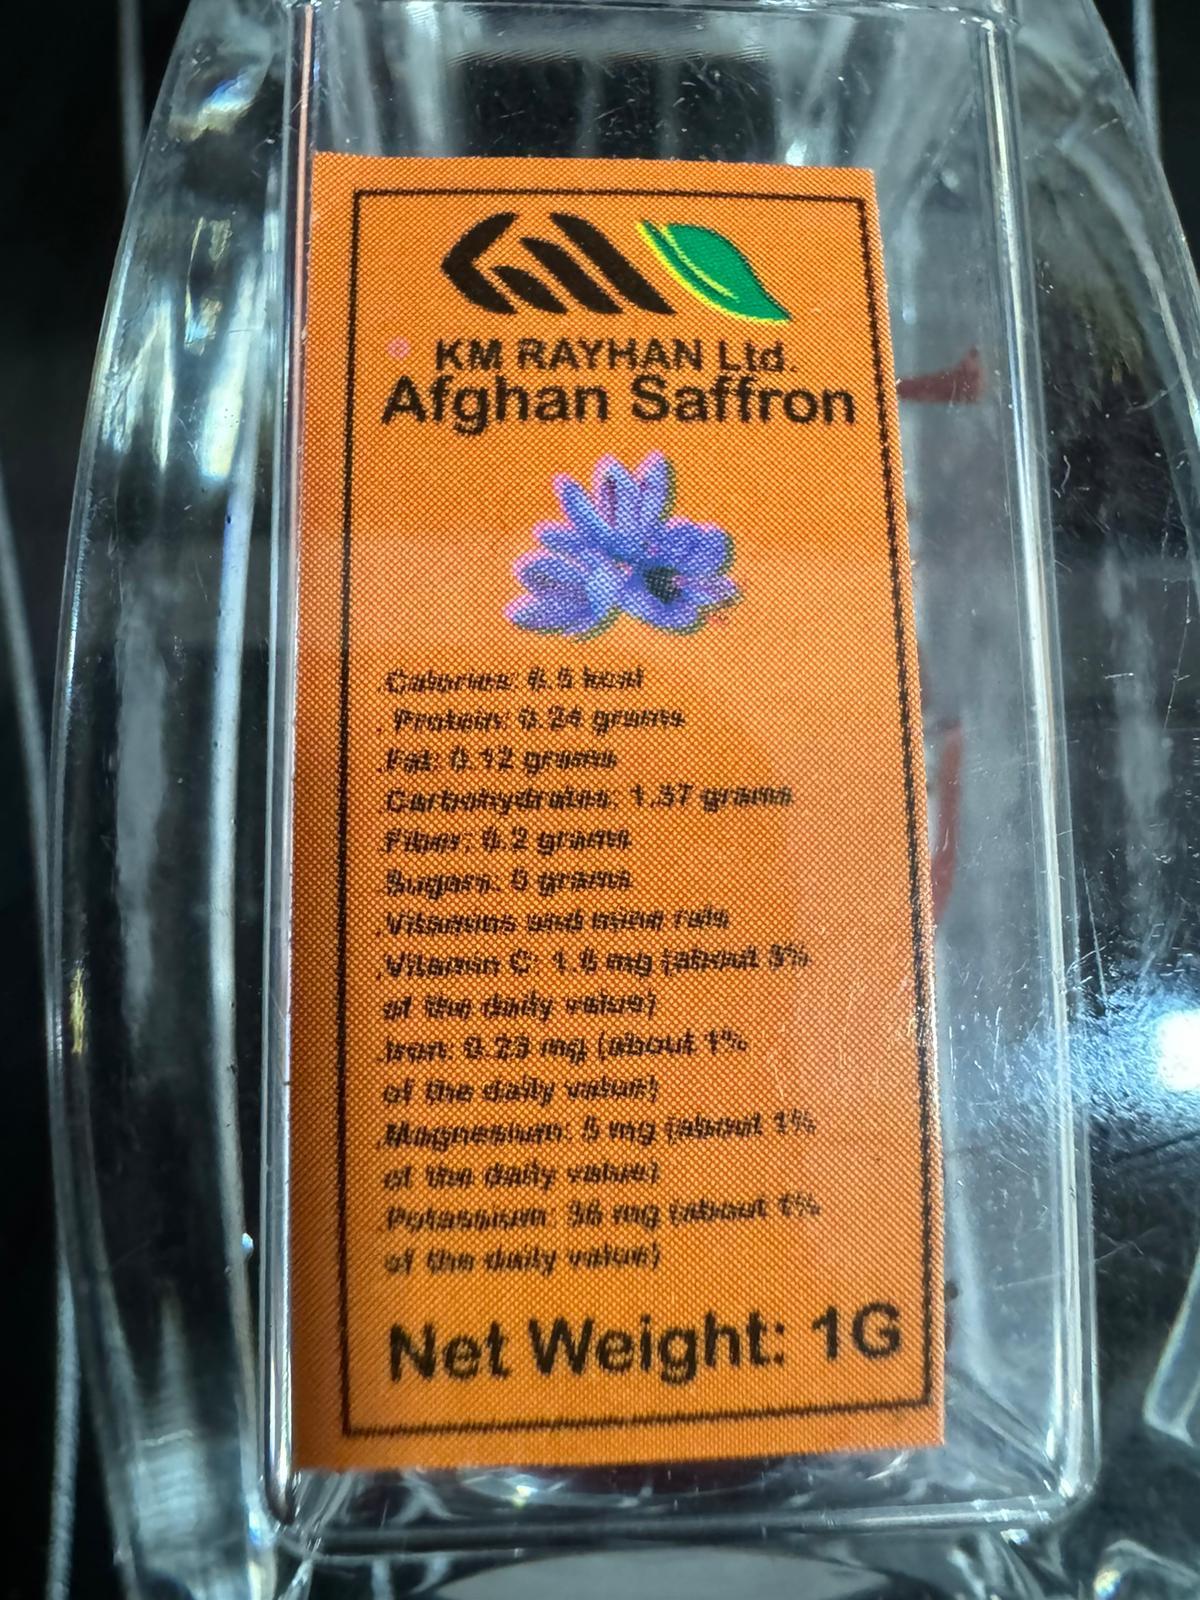 KM RAYHAN Ltd.
Afghan Saffron
.Calories: 6.5 kcal
.Protein: 0.24 grams
.Fat: 0.12 grams
.Carbohydrates: 1.37 grams
.Fiber: 0.2 grams
.Sugars: 0 grams
.Vitamins and mine rals
.Vitamin C: mg (about 3%
of the daily value)
.Iron: 0.23 mg (about 1%
of the daily value)
.Magnesium: 5 mg (about 1%
of the daily value)
Potassium: 36 mg (about 1%
of the daily value)
Net Weight: 1G